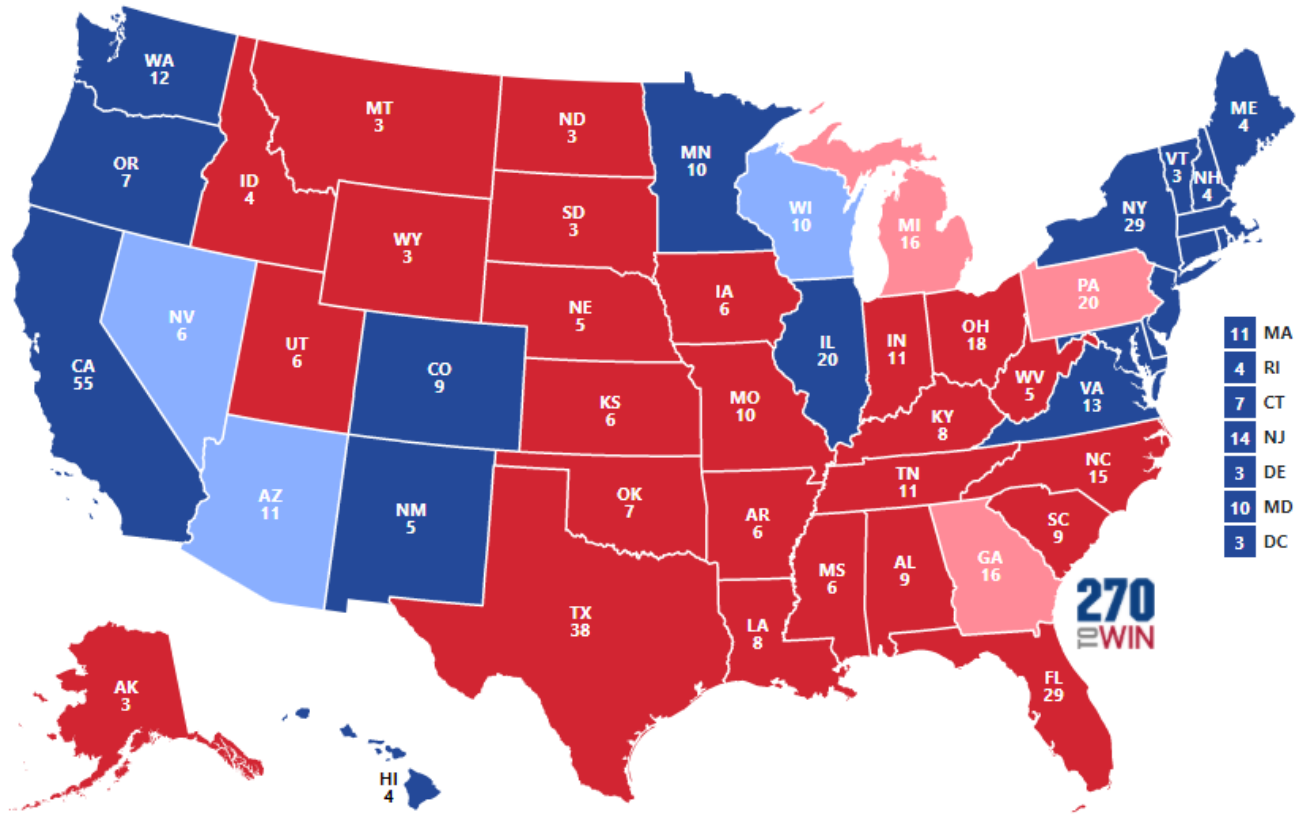 WA
12
OR
7
CA
55
NV
6
ID
4
MT
3
WY
3
UT
6
AZ
11
CO
9
NM
5
ND
3
SD
3
NE
5
KS
6
OK
7
TX
38
MN
10
IA
6
MO
10
AR
6
LA
8
WI
10
IL
20
MI
16
IN
11
OH
18
KY
8
TN
11
MS
6
AL
9
GA
16
FL
29
SC
9
NC
15
VA
13
WV
5
PA
20
NY
29
VT
3
NH
4
ME
4
11 MA
4 RI
7 CT
14 NJ
3 DE
10 MD
3 DC
270
TO WIN
AK
3
HI
4